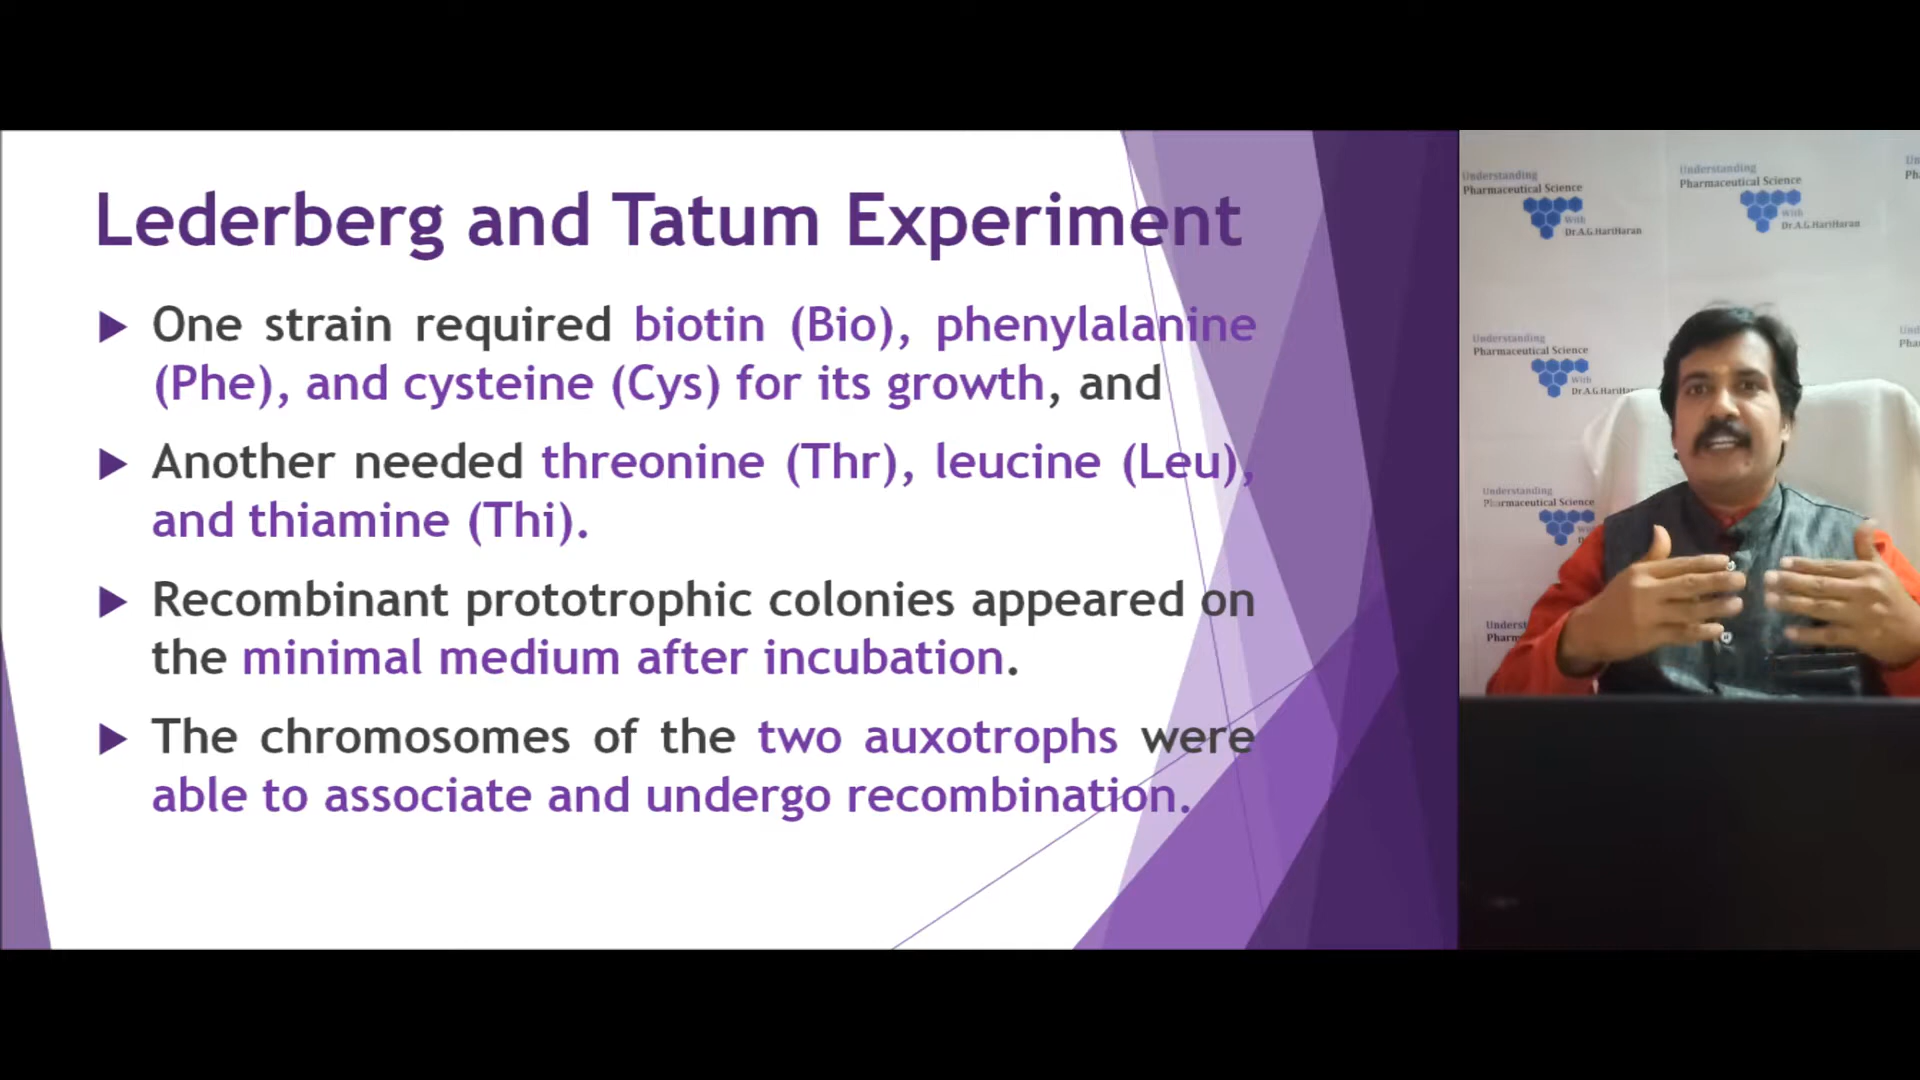 Lederberg and Tatum Experiment
One strain required biotin (Bio), phenylalanine
(Phe), and cysteine (Cys) for its growth, and
Another needed threonine (Thr), leucine (Leu),
and thiamine (Thi).
Recombinant prototrophic colonies appeared on
the minimal medium after incubation.
The chromosomes of the two auxotrophs were
able to associate and undergo recombination.
Understanding
Pharmaceutical Science
With
Dr.A.G.HariHaran
Understanding
Pharmaceutical Science
With
Dr.A.G.HariHaran
Understanding
Pharmaceutical Science
With
Understanding
Pharmaceutical Science